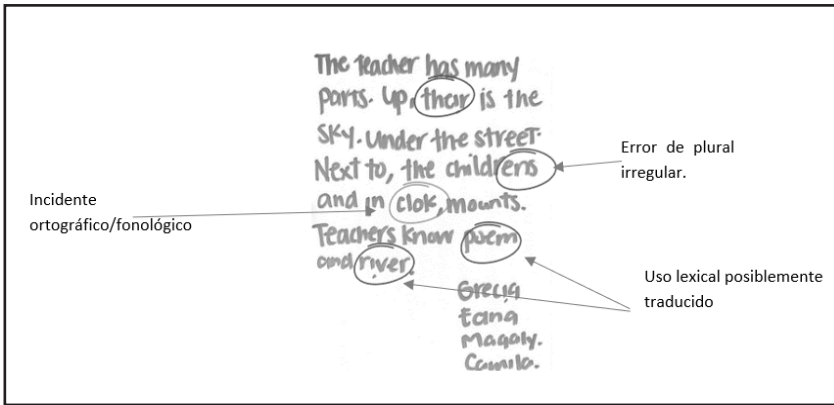 The teacher has many
parts. Up, their is the
sky. Under the street.
Next to, the childrens
and in clok, mounts.
Teachers know poem
and river.
Grecia
Eana
Magaly.
Camila.
Error de plural
irregular.
Incidente
ortográfico/fonológico
Uso lexical posiblemente
traducido